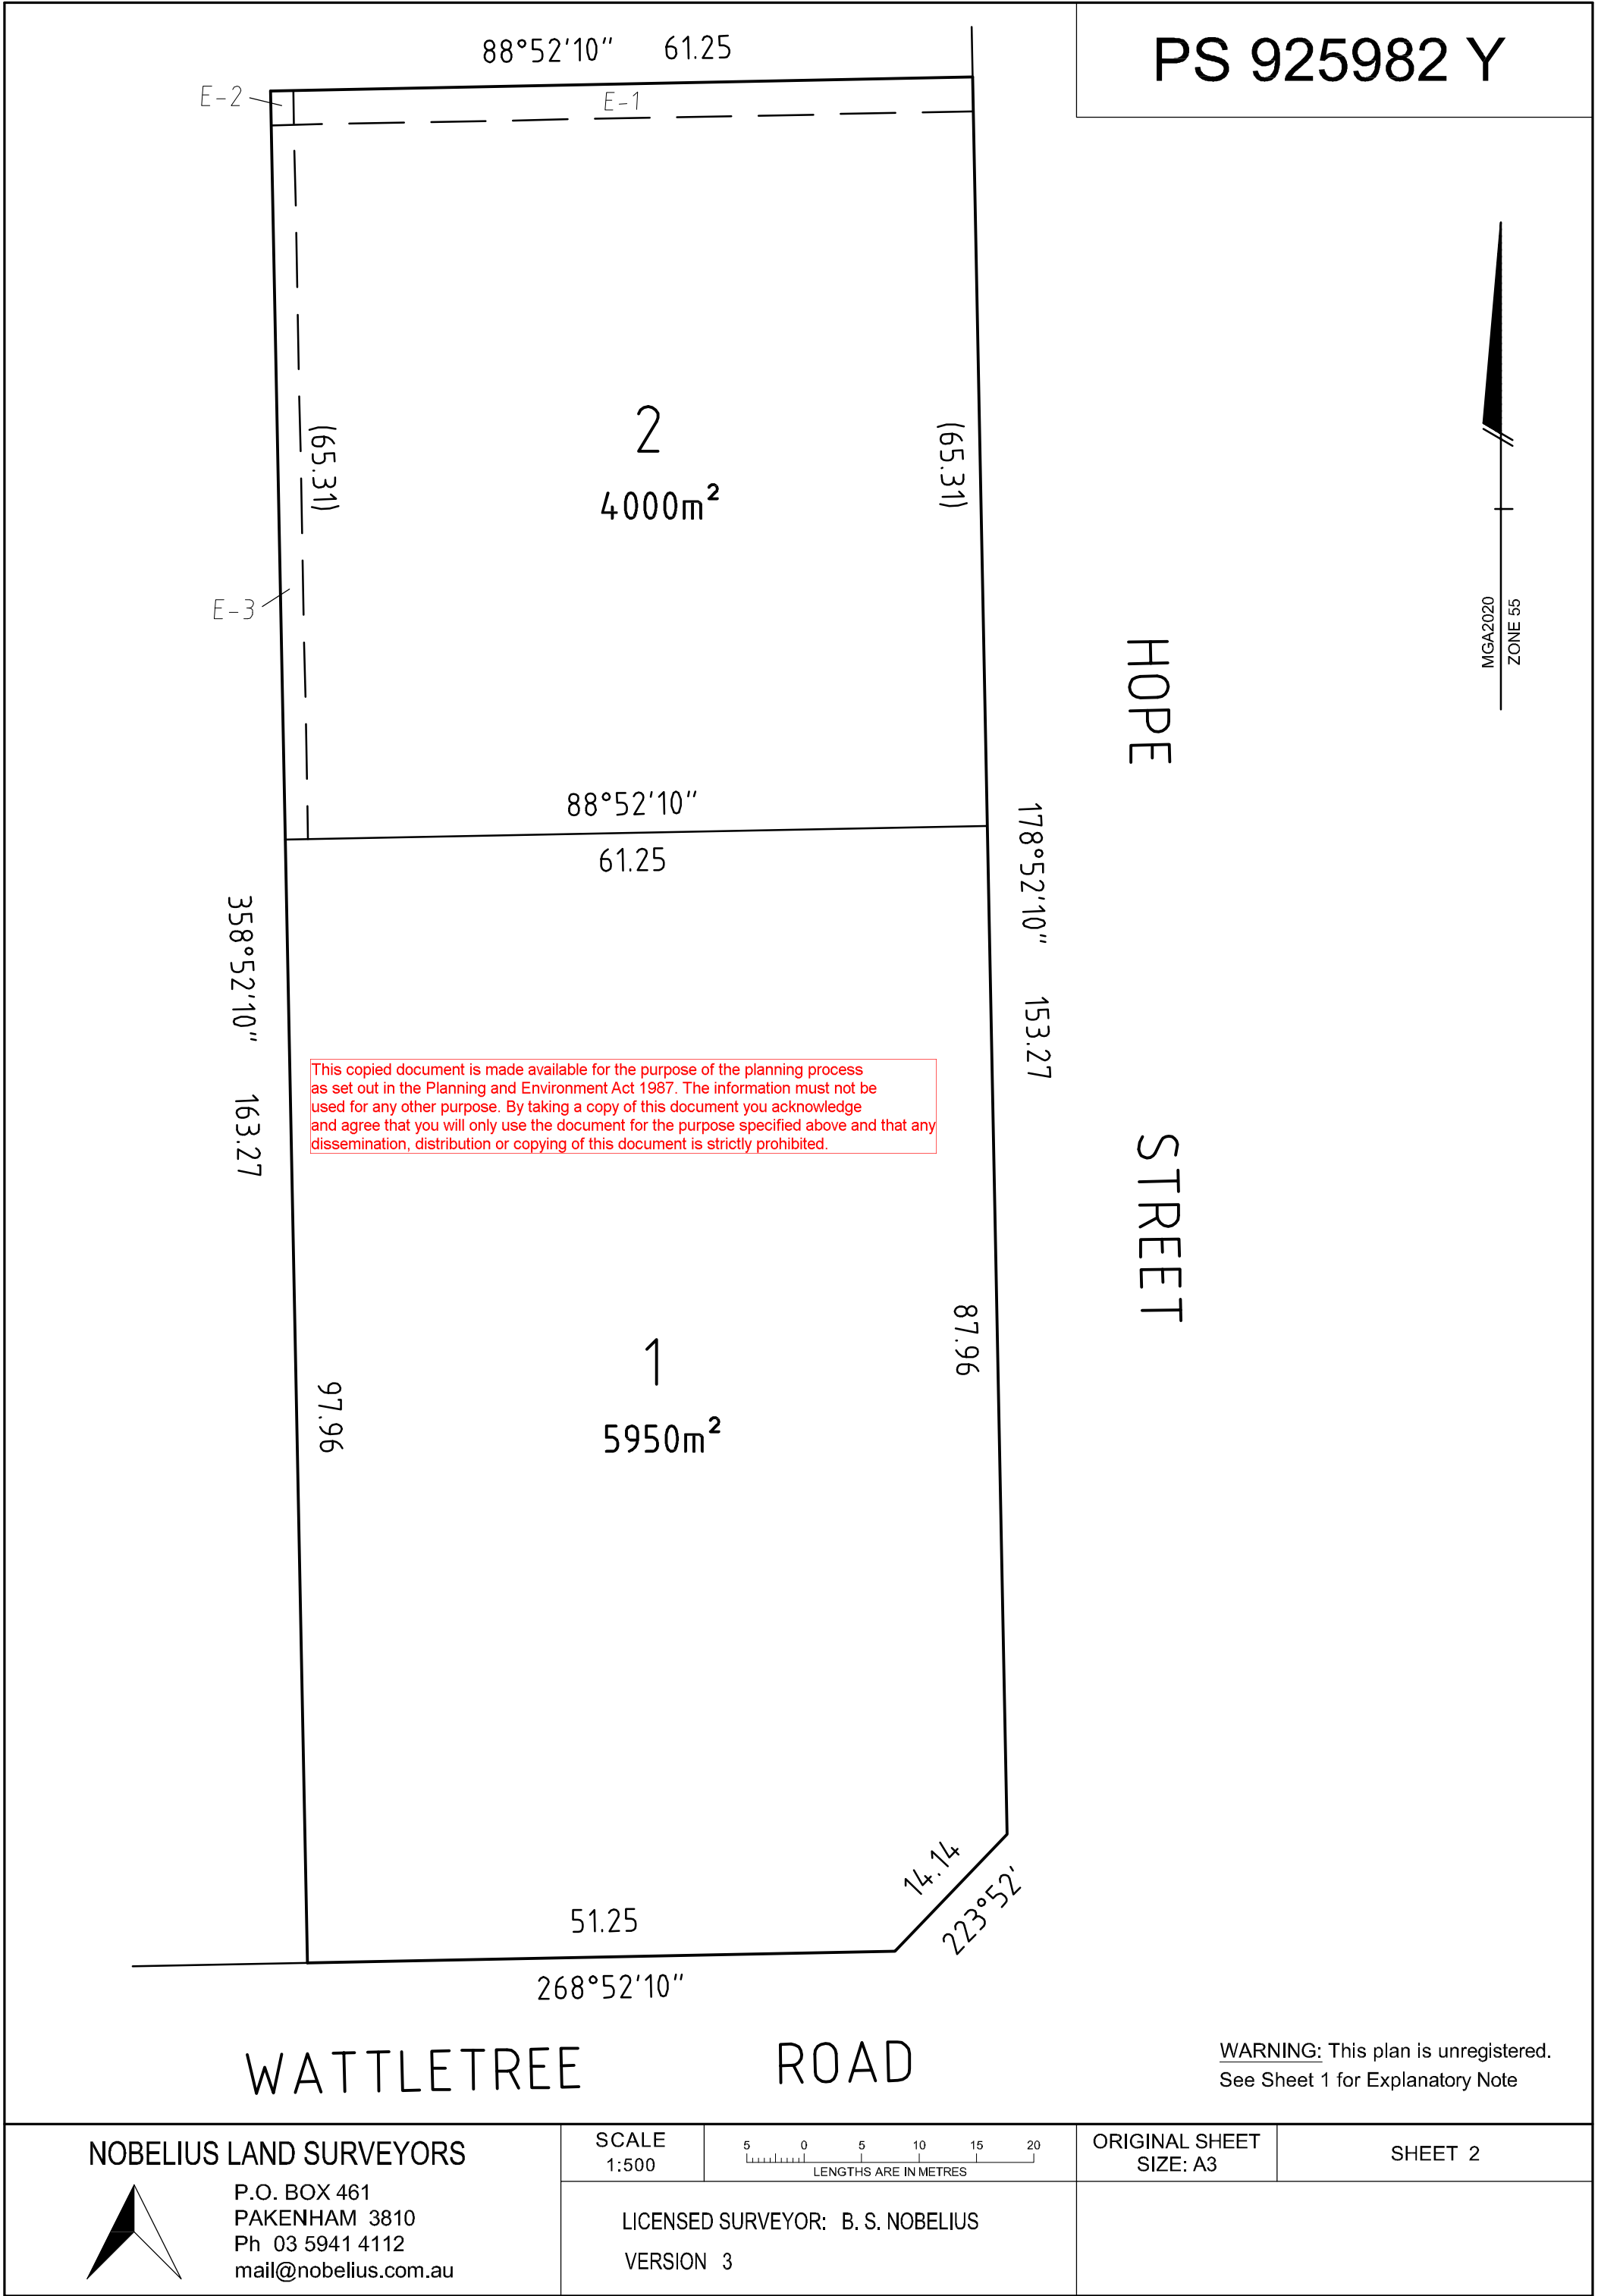 PS 925982 Y
88°52'10" 61.25
E-2
E-1
(65.31)
2
4000m²
(65.31)
E-3
MGA2020
ZONE 55
HOPE STREET
88°52'10"
61.25
178°52'10" 153.27
358°52'10" 163.27
This copied document is made available for the purpose of the planning process
as set out in the Planning and Environment Act 1987. The information must not be
used for any other purpose. By taking a copy of this document you acknowledge
and agree that you will only use the document for the purpose specified above and that any
dissemination, distribution or copying of this document is strictly prohibited.
87.96
1
5950m²
97.96
14.14
223°52'
51.25
268°52'10"
WATTLETREE ROAD
WARNING: This plan is unregistered.
See Sheet 1 for Explanatory Note
NOBELIUS LAND SURVEYORS
P.O. BOX 461
PAKENHAM 3810
Ph 03 5941 4112
mail@nobelius.com.au
SCALE
1:500
5 0 5 10 15 20
LENGTHS ARE IN METRES
ORIGINAL SHEET
SIZE: A3
SHEET 2
LICENSED SURVEYOR: B. S. NOBELIUS
VERSION 3